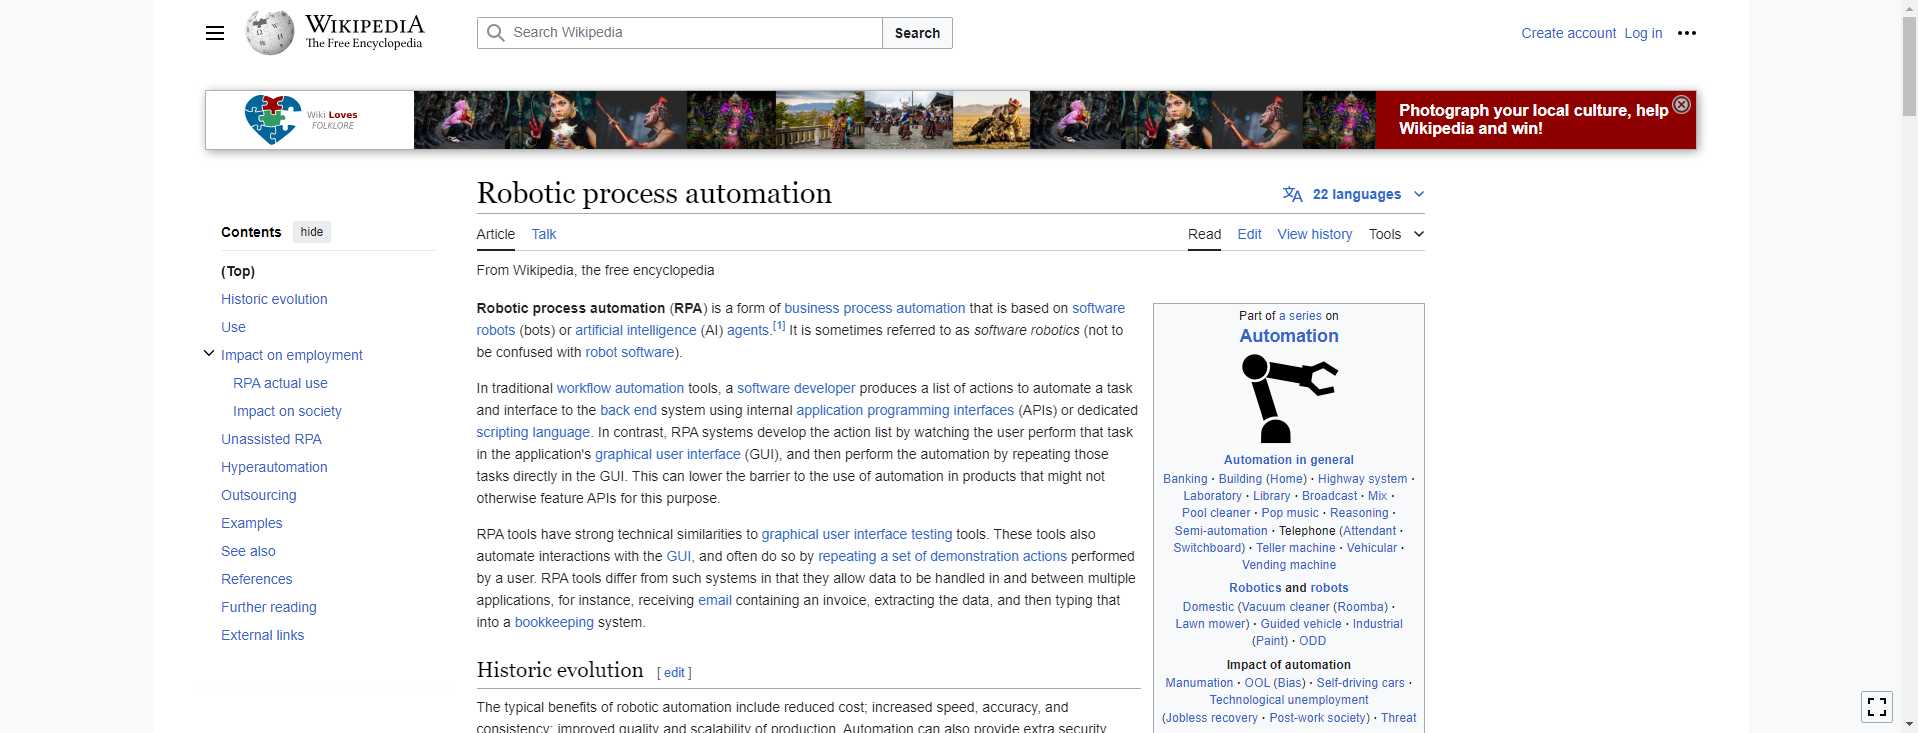 WIKIPEDIA
The Free Encyclopedia
Search Wikipedia
Search
Create account Log in
Wiki Loves
FOLKLORE
Photograph your local culture, help
Wikipedia and win!
Robotic process automation
22 languages
Contents hide
(Top)
Historic evolution
Use
Impact on employment
RPA actual use
Impact on society
Unassisted RPA
Hyperautomation
Outsourcing
Examples
See also
References
Further reading
External links
Article Talk
Read Edit View history Tools
From Wikipedia, the free encyclopedia
Robotic process automation (RPA) is a form of business process automation that is based on software
robots (bots) or artificial intelligence (AI) agents.[1] It is sometimes referred to as software robotics (not to
be confused with robot software).
In traditional workflow automation tools, a software developer produces a list of actions to automate a task
and interface to the back end system using internal application programming interfaces (APIs) or dedicated
scripting language. In contrast, RPA systems develop the action list by watching the user perform that task
in the application's graphical user interface (GUI), and then perform the automation by repeating those
tasks directly in the GUI. This can lower the barrier to the use of automation in products that might not
otherwise feature APIs for this purpose.
RPA tools have strong technical similarities to graphical user interface testing tools. These tools also
automate interactions with the GUI, and often do so by repeating a set of demonstration actions performed
by a user. RPA tools differ from such systems in that they allow data to be handled in and between multiple
applications, for instance, receiving email containing an invoice, extracting the data, and then typing that
into a bookkeeping system.
Historic evolution [ edit ]
The typical benefits of robotic automation include reduced cost; increased speed, accuracy, and
consistency; improved quality and scalability of production. Automation can also provide extra security
Part of a series on
Automation
Automation in general
Banking · Building (Home) · Highway system ·
Laboratory · Library · Broadcast · Mix ·
Pool cleaner · Pop music · Reasoning ·
Semi-automation · Telephone (Attendant ·
Switchboard) · Teller machine · Vehicular ·
Vending machine
Robotics and robots
Domestic (Vacuum cleaner (Roomba) ·
Lawn mower) · Guided vehicle · Industrial
(Paint) · ODD
Impact of automation
Manumation · OOL (Bias) · Self-driving cars ·
Technological unemployment
(Jobless recovery · Post-work society) · Threat